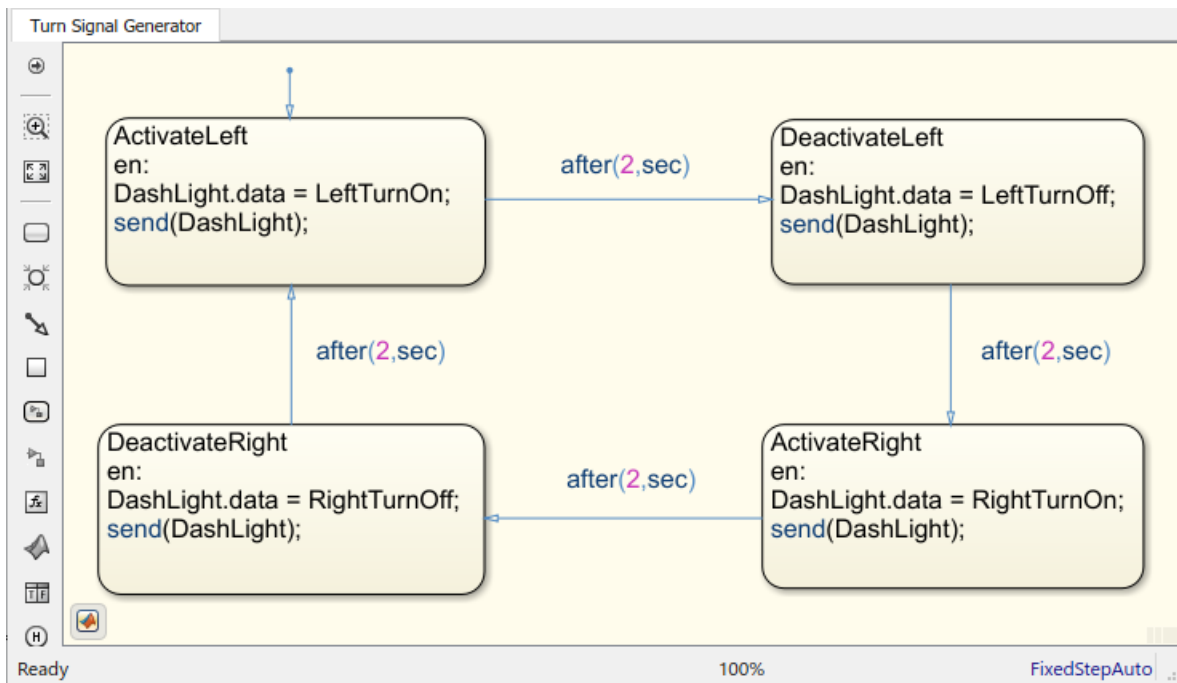 Turn Signal Generator
ActivateLeft
en:
DashLight.data = LeftTurnOn;
send(DashLight);
after(2,sec)
DeactivateLeft
en:
DashLight.data = LeftTurnOff;
send(DashLight);
after(2,sec)
after(2,sec)
DeactivateRight
en:
DashLight.data = RightTurnOff;
send(DashLight);
after(2,sec)
ActivateRight
en:
DashLight.data = RightTurnOn;
send(DashLight);
fx
T F
H
Ready
100%
FixedStepAuto